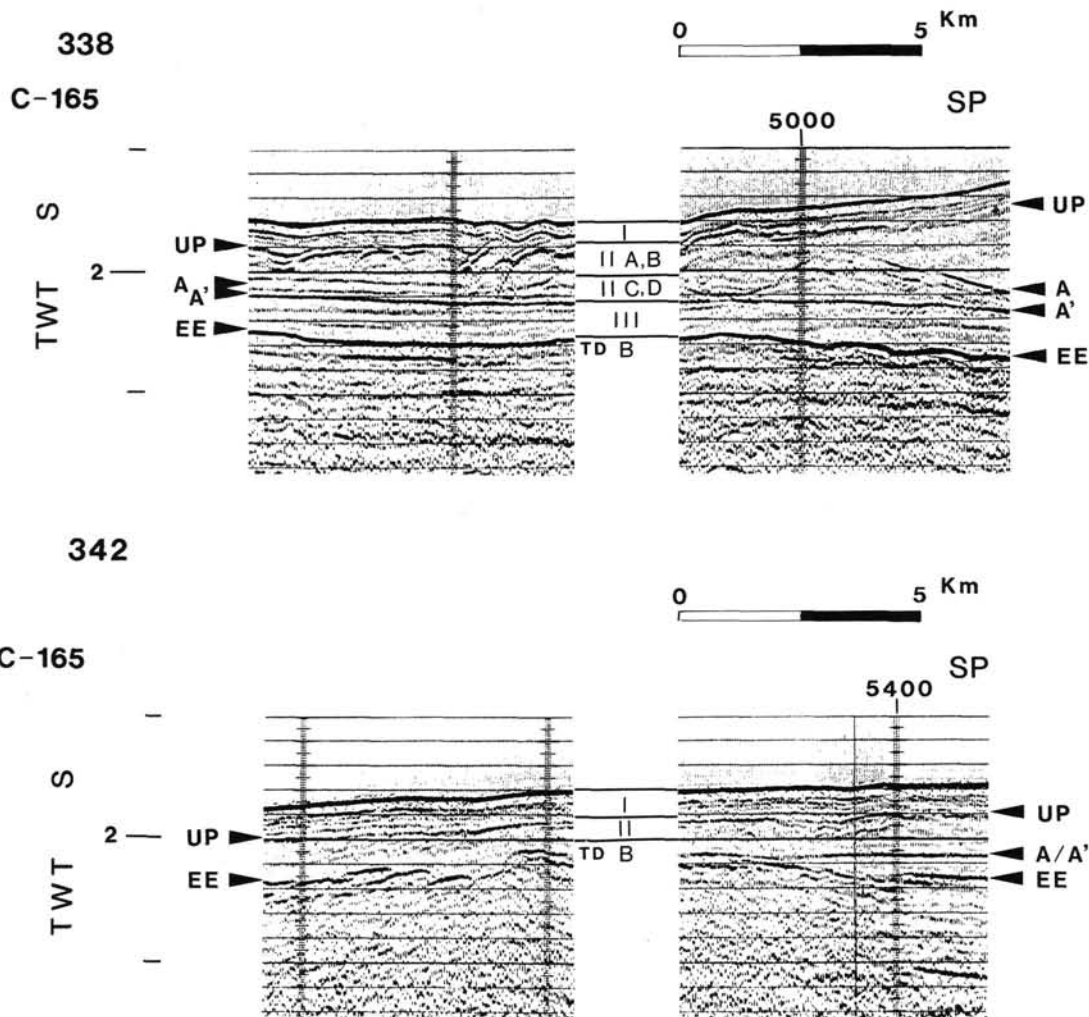 338
0 5 Km
C-165
SP
5000
S
TWT
2
UP
A
A'
EE
I
II A,B
II C,D
III
TD B
UP
A
A'
EE
342
0 5 Km
C-165
SP
5400
S
TWT
2
UP
EE
I
II
TD B
UP
A/A'
EE